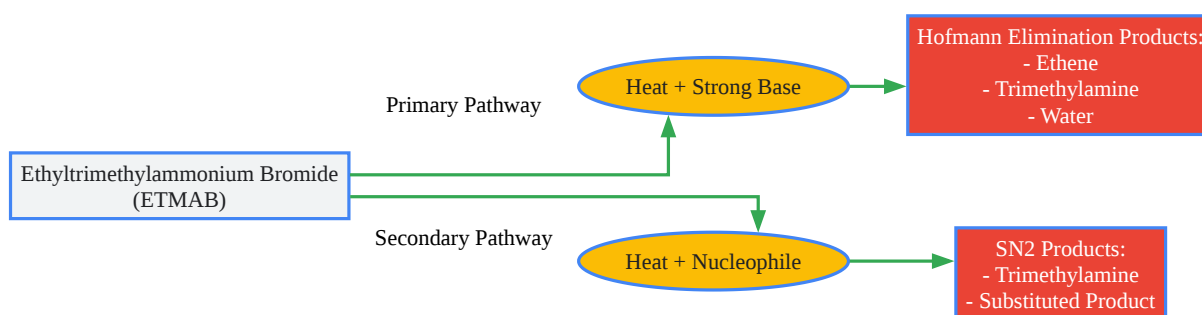 Ethyltrimethylammonium Bromide
(ETMAB)
Primary Pathway
Secondary Pathway
Heat + Strong Base
Heat + Nucleophile
Hofmann Elimination Products:
- Ethene
- Trimethylamine
- Water
SN2 Products:
- Trimethylamine
- Substituted Product